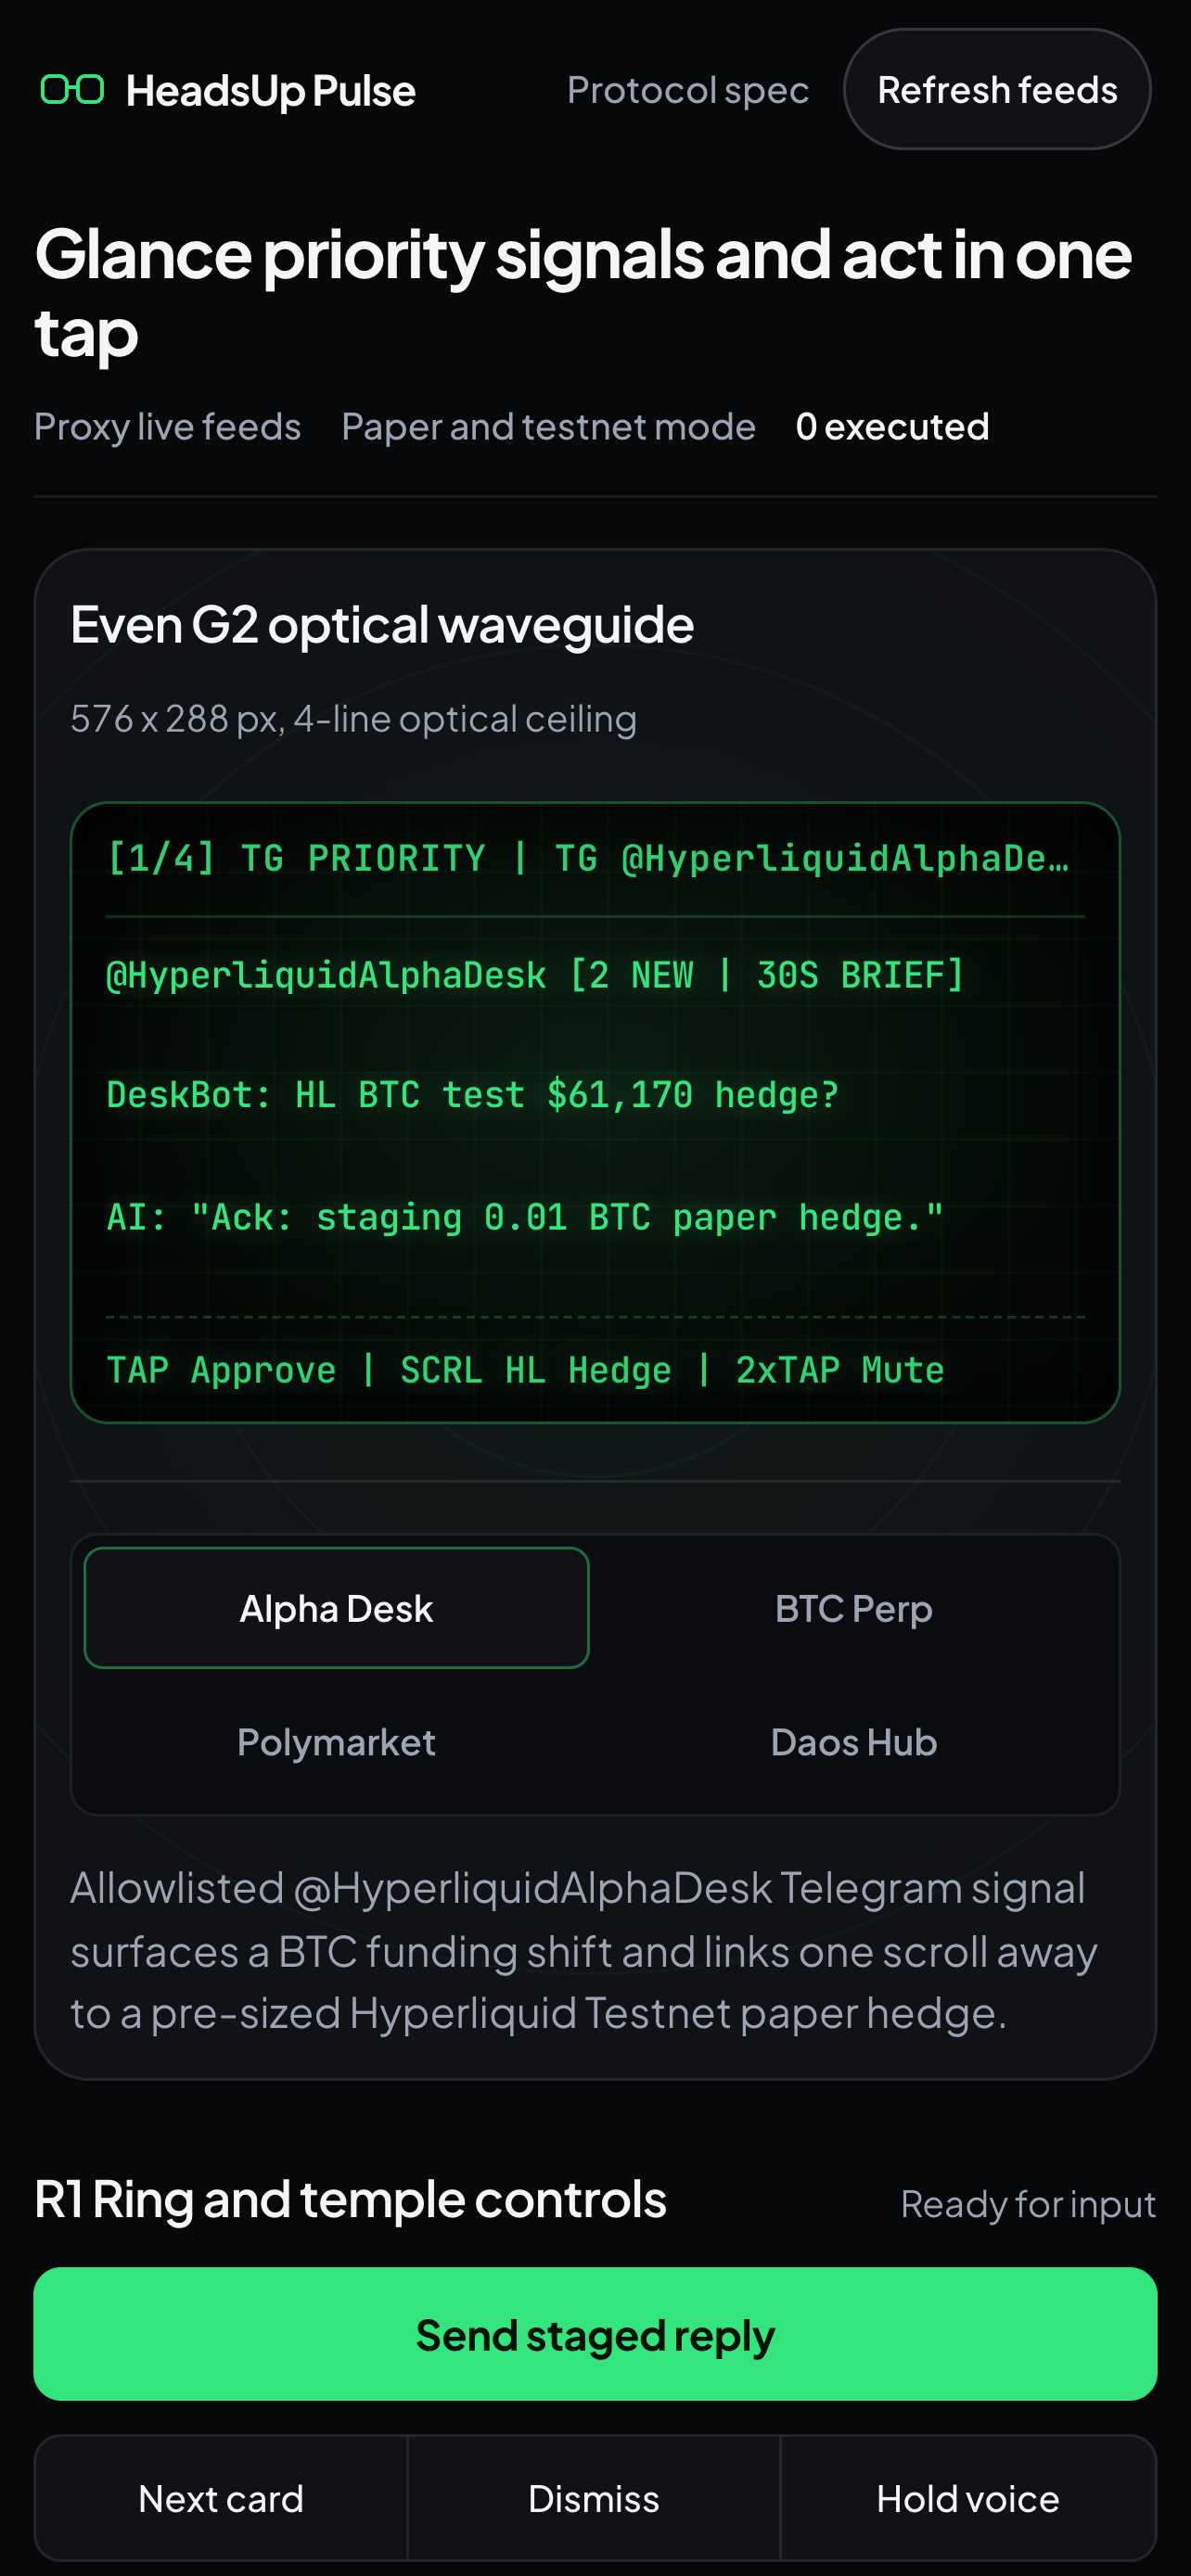 HeadsUp Pulse
Protocol spec
Refresh feeds
Glance priority signals and act in one
tap
Proxy live feeds Paper and testnet mode 0 executed
Even G2 optical waveguide
576 x 288 px, 4-line optical ceiling
[1/4] TG PRIORITY | TG @HyperliquidAlphaDe…
@HyperliquidAlphaDesk [2 NEW | 30S BRIEF]
DeskBot: HL BTC test $61,170 hedge?
AI: "Ack: staging 0.01 BTC paper hedge."
TAP Approve | SCRL HL Hedge | 2xTAP Mute
Alpha Desk
BTC Perp
Polymarket
Daos Hub
Allowlisted @HyperliquidAlphaDesk Telegram signal
surfaces a BTC funding shift and links one scroll away
to a pre-sized Hyperliquid Testnet paper hedge.
R1 Ring and temple controls
Ready for input
Send staged reply
Next card
Dismiss
Hold voice